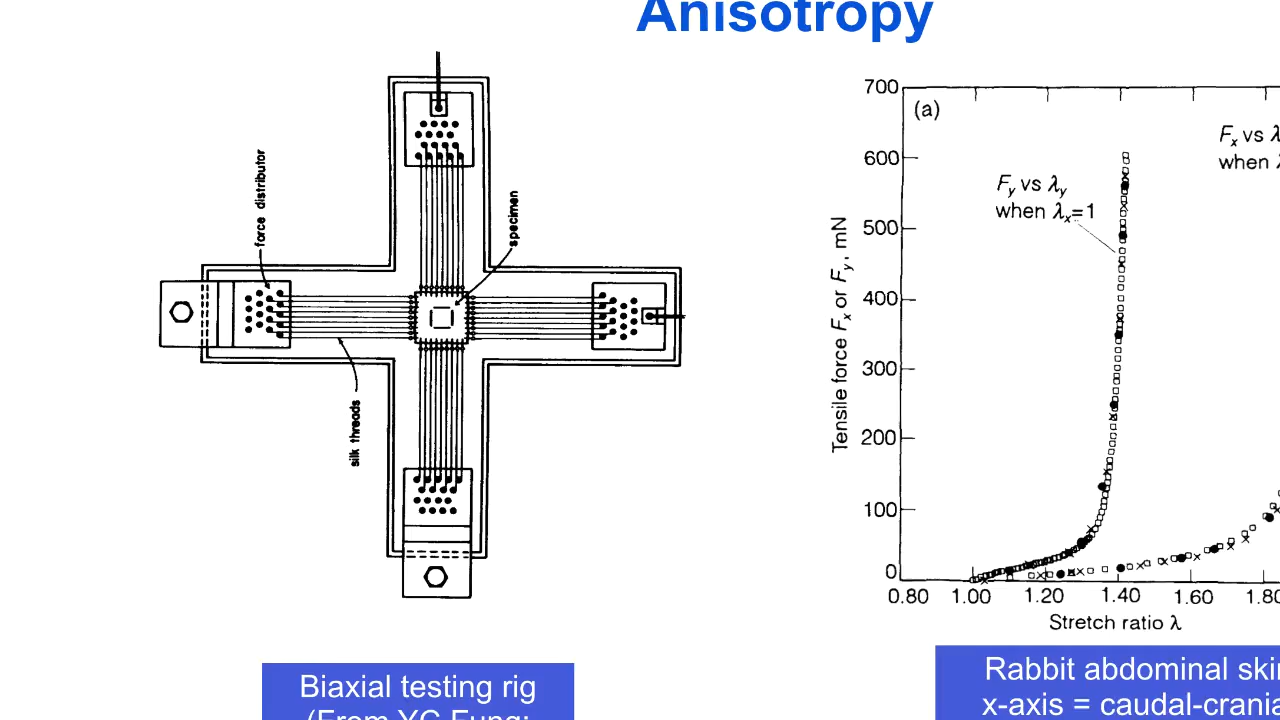 Anisotropy
force distributor
specimen
silk threads
Biaxial testing rig
(From YC Fung:
(a)
700
600
500
400
300
200
100
0
Tensile force Fx or Fy, mN
Fy vs λy
when λx=1
Fx vs λ
when
0.80 1.00 1.20 1.40 1.60 1.80
Stretch ratio λ
Rabbit abdominal skin
x-axis = caudal-crania